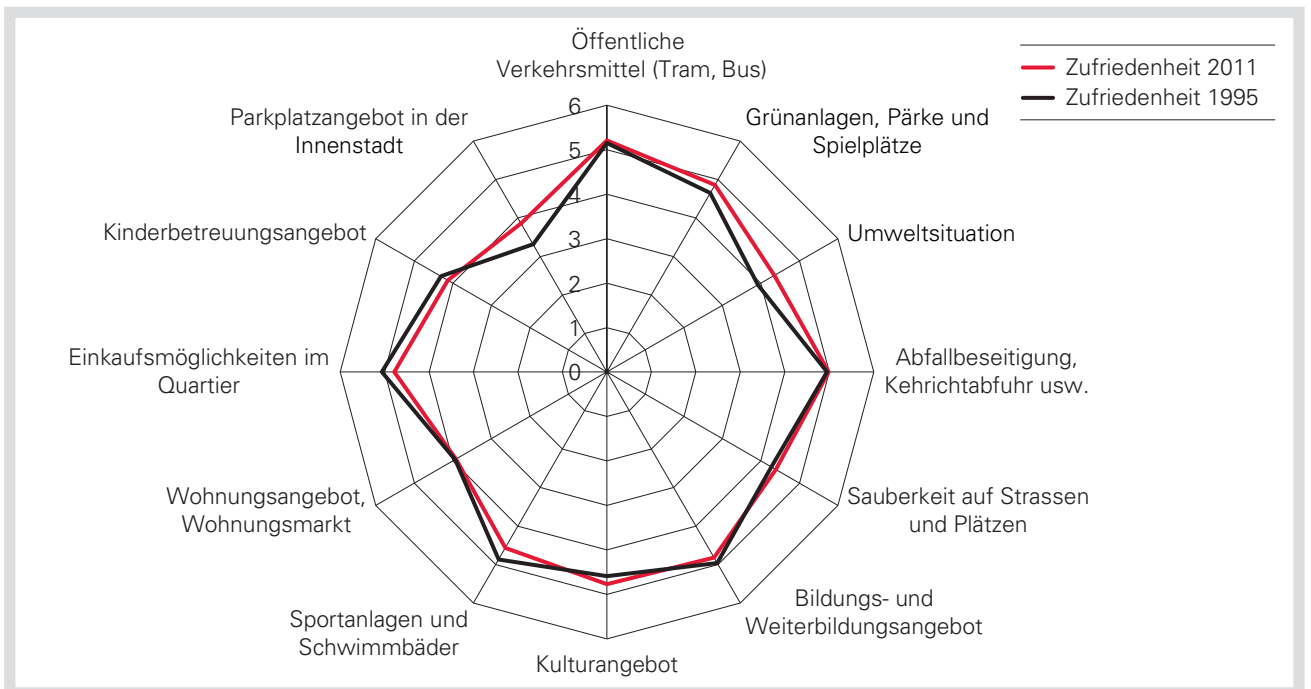 Öffentliche
Verkehrsmittel (Tram, Bus)
Zufriedenheit 2011
Zufriedenheit 1995
Grünanlagen, Pärke und
Spielplätze
Umweltsituation
Abfallbeseitigung,
Kehrichtabfuhr usw.
Sauberkeit auf Strassen
und Plätzen
Bildungs- und
Weiterbildungsangebot
Kulturangebot
Sportanlagen und
Schwimmbäder
Wohnungsangebot,
Wohnungsmarkt
Einkaufsmöglichkeiten im
Quartier
Kinderbetreuungsangebot
Parkplatzangebot in der
Innenstadt
6
5
4
3
2
1
0